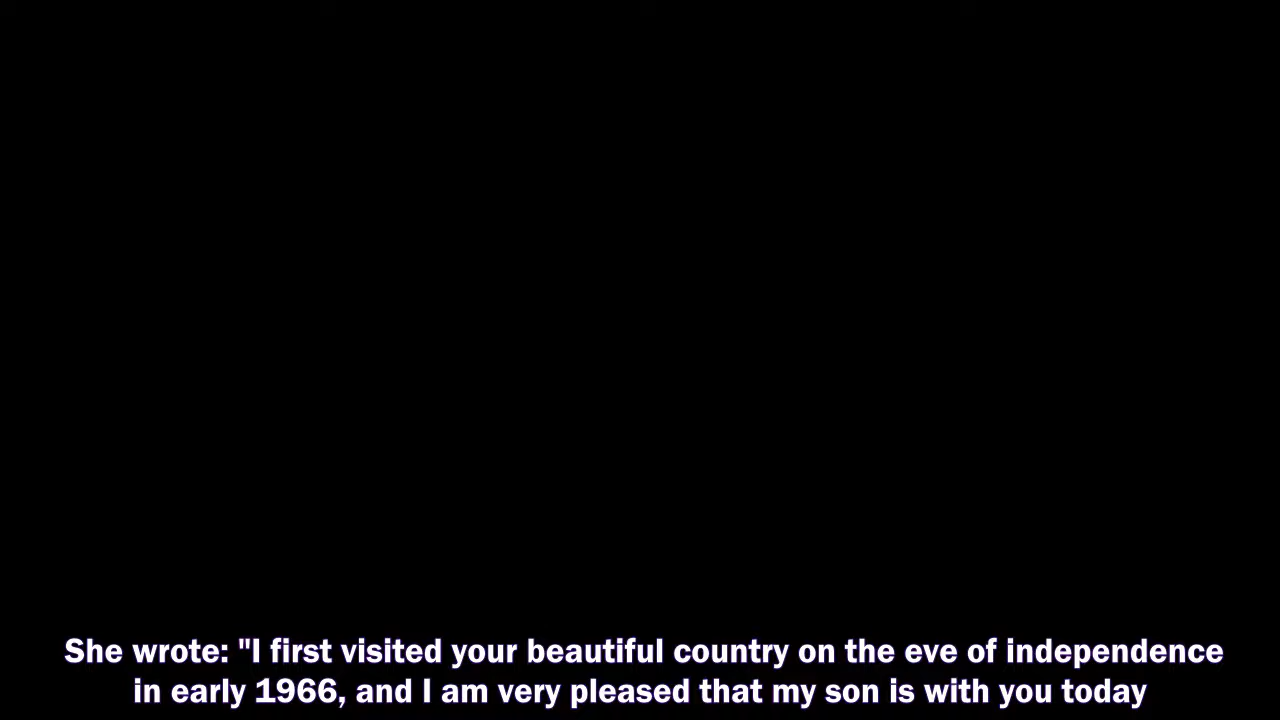 She wrote: "I first visited your beautiful country on the eve of independence
in early 1966, and I am very pleased that my son is with you today